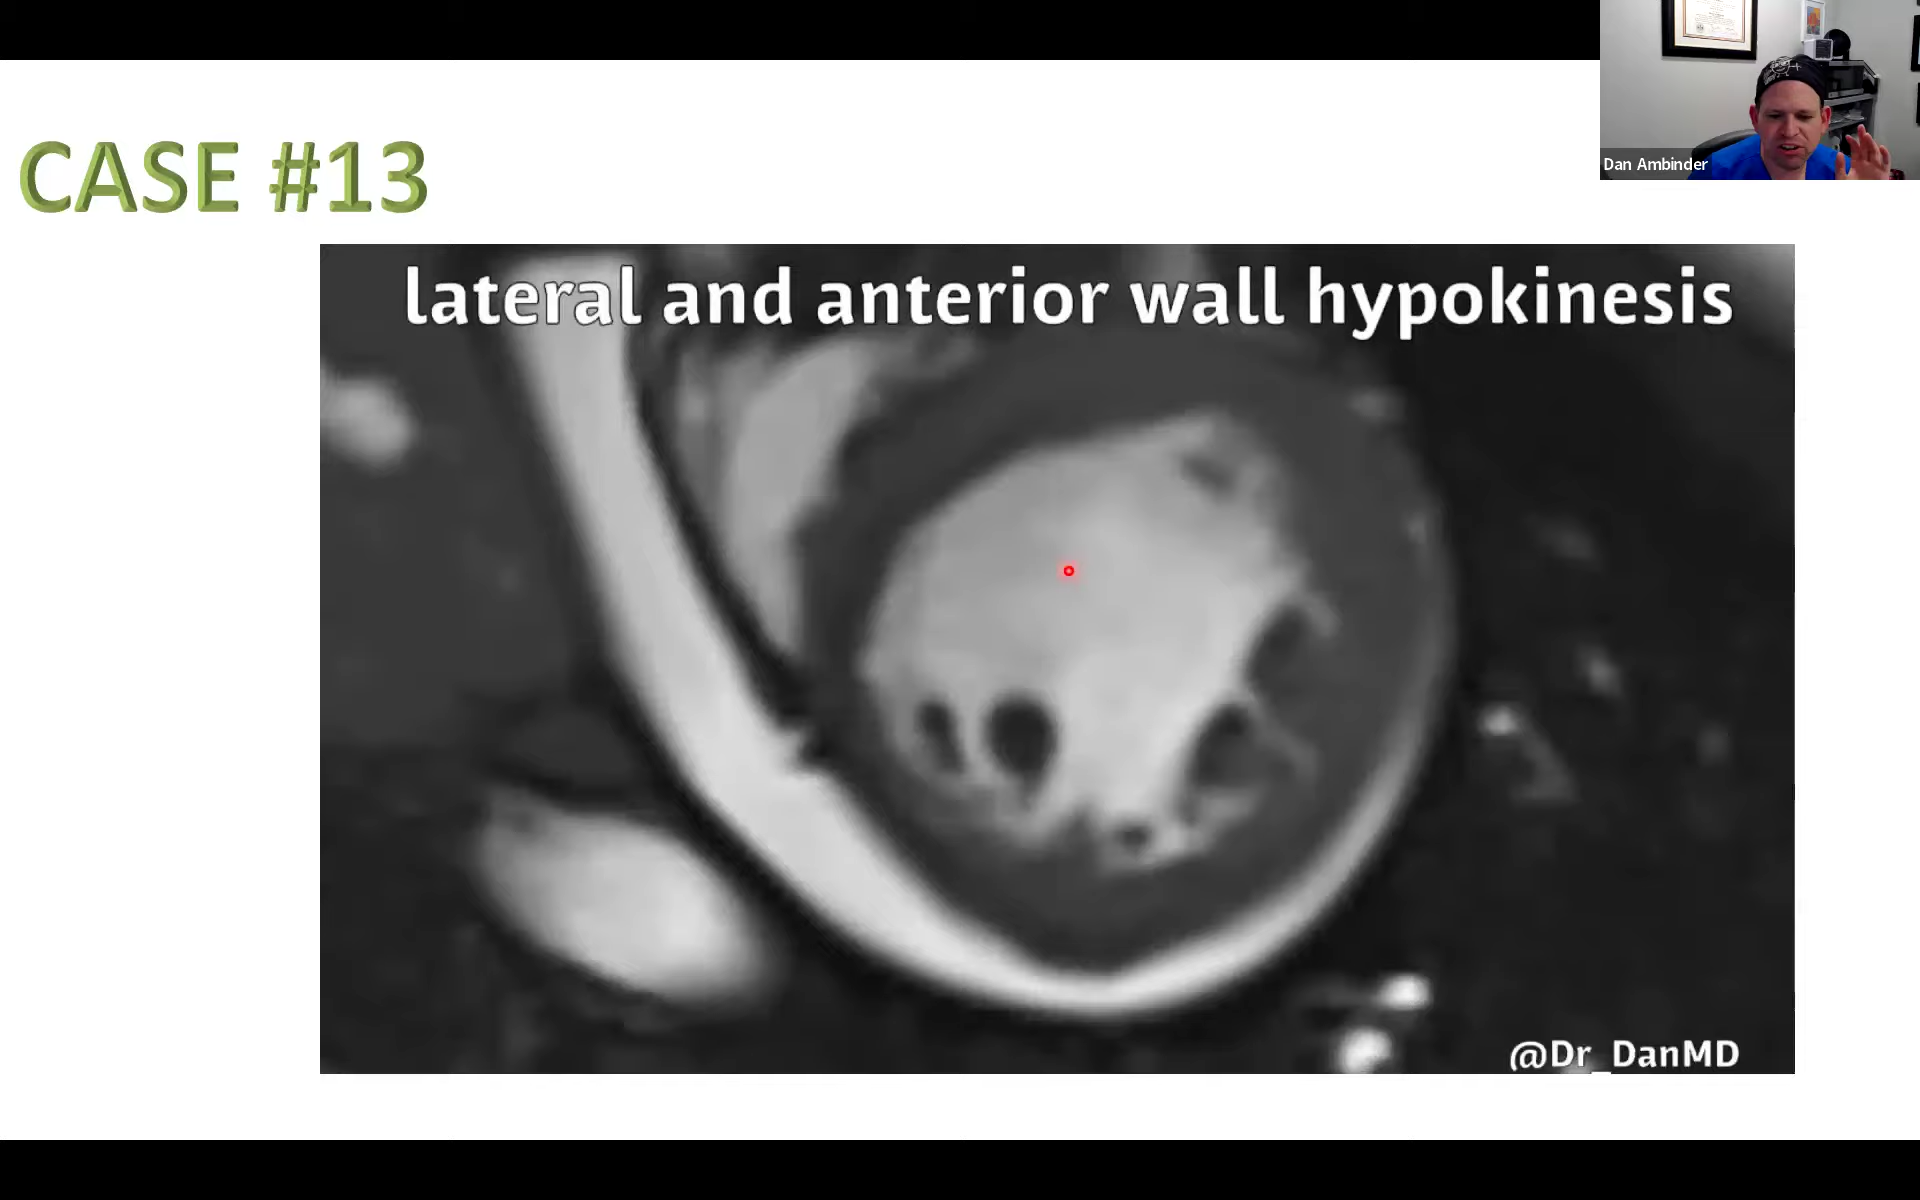 Dan Ambinder
CASE #13
lateral and anterior wall hypokinesis
@Dr_DanMD